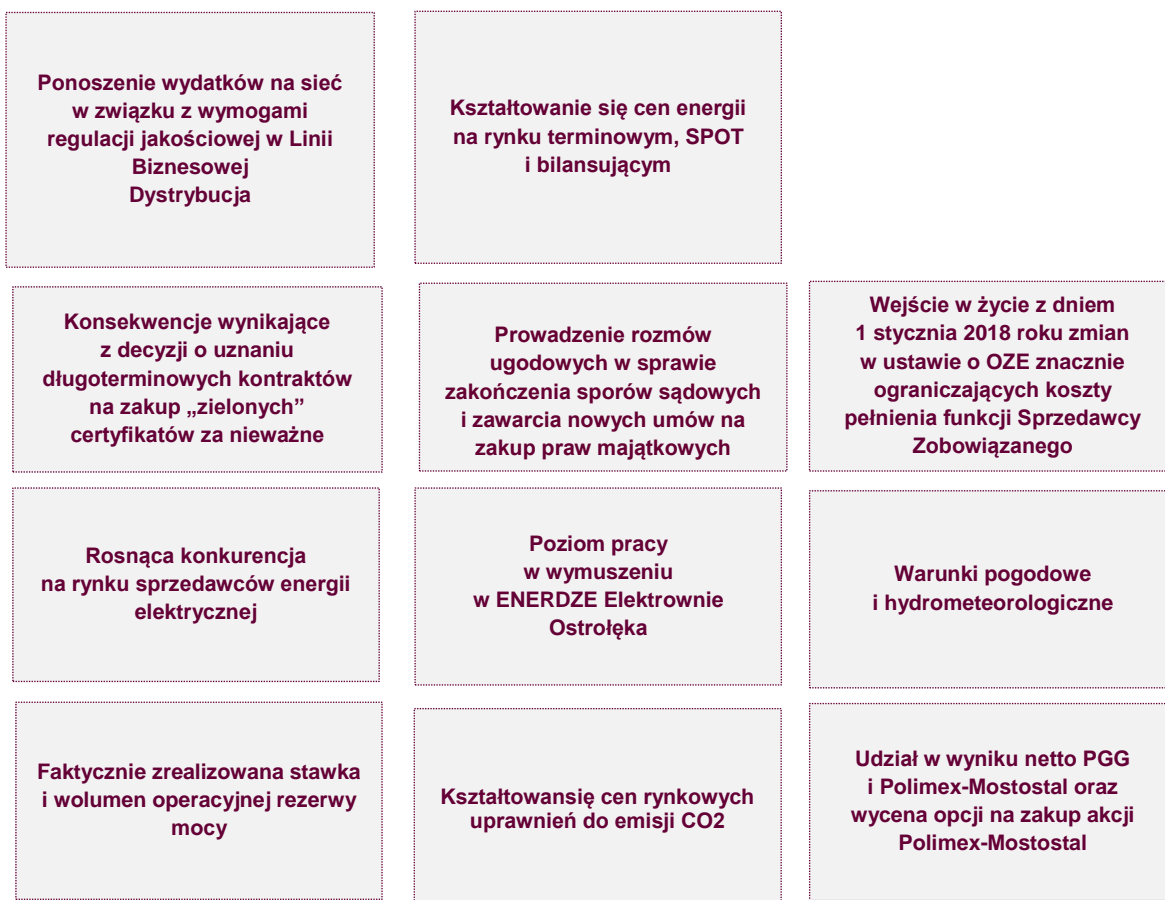 Ponoszenie wydatków na sieć
w związku z wymogami
regulacji jakościowej w Linii
Biznesowej
Dystrybucja
Kształtowanie się cen energii
na rynku terminowym, SPOT
i bilansującym
Konsekwencje wynikające
z decyzji o uznaniu
długoterminowych kontraktów
na zakup „zielonych”
certyfikatów za nieważne
Prowadzenie rozmów
ugodowych w sprawie
zakończenia sporów sądowych
i zawarcia nowych umów na
zakup praw majątkowych
Wejście w życie z dniem
1 stycznia 2018 roku zmian
w ustawie o OZE znacznie
ograniczających koszty
pełnienia funkcji Sprzedawcy
Zobowiązanego
Rosnąca konkurencja
na rynku sprzedawców energii
elektrycznej
Poziom pracy
w wymuszeniu
w ENERDZE Elektrownie
Ostrołęka
Warunki pogodowe
i hydrometeorologiczne
Faktycznie zrealizowana stawka
i wolumen operacyjnej rezerwy
mocy
Kształtowansię cen rynkowych
uprawnień do emisji CO2
Udział w wyniku netto PGG
i Polimex-Mostostal oraz
wycena opcji na zakup akcji
Polimex-Mostostal